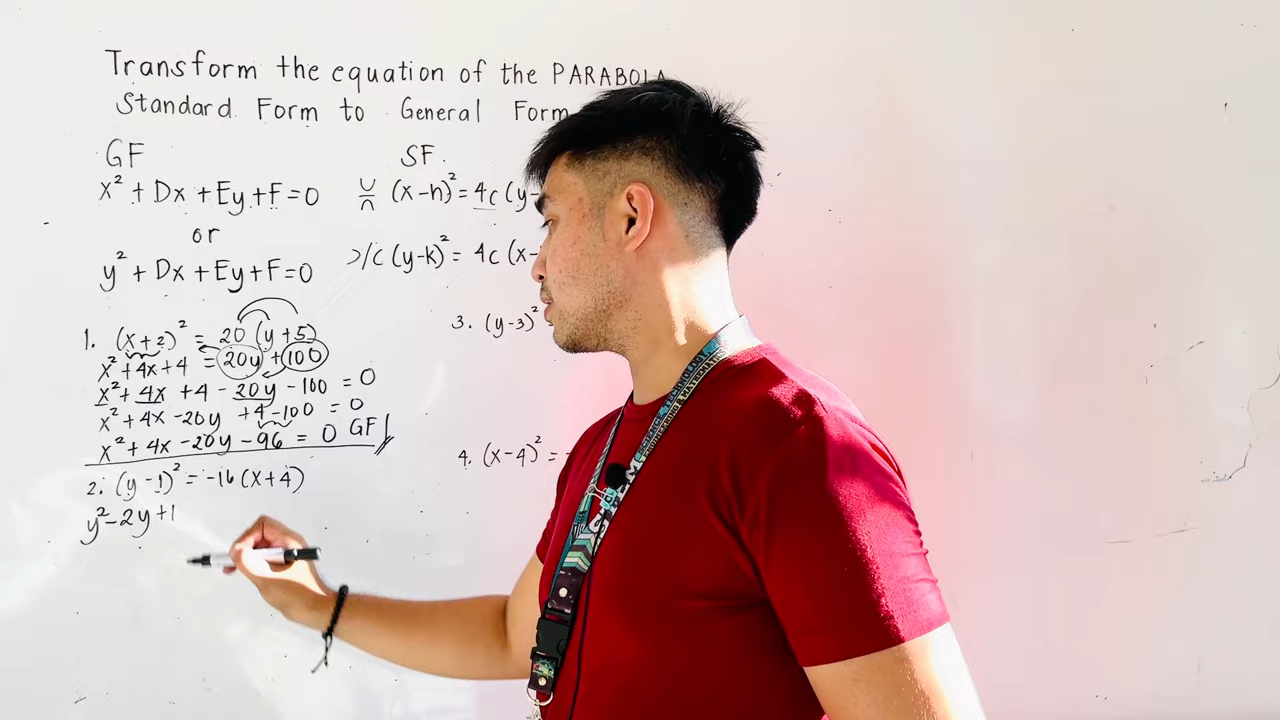 Transform the equation of the PARABOLA
Standard Form to General Form
GF
SF.
x² + Dx + Ey + F = 0
(x-h)² = 4c (y-
or
y² + Dx + Ey + F = 0
(y-k)² = 4c (x-
1. (x+2)² = 20 (y+5)
x² + 4x + 4 = 20y + 100
x² + 4x + 4 - 20y - 100 = 0
x² + 4x - 20y + 4 - 100 = 0
x² + 4x - 20y - 96 = 0 GF
2. (y-1)² = -16 (x+4)
y² - 2y + 1
3. (y-3)²
4. (x-4)² = -